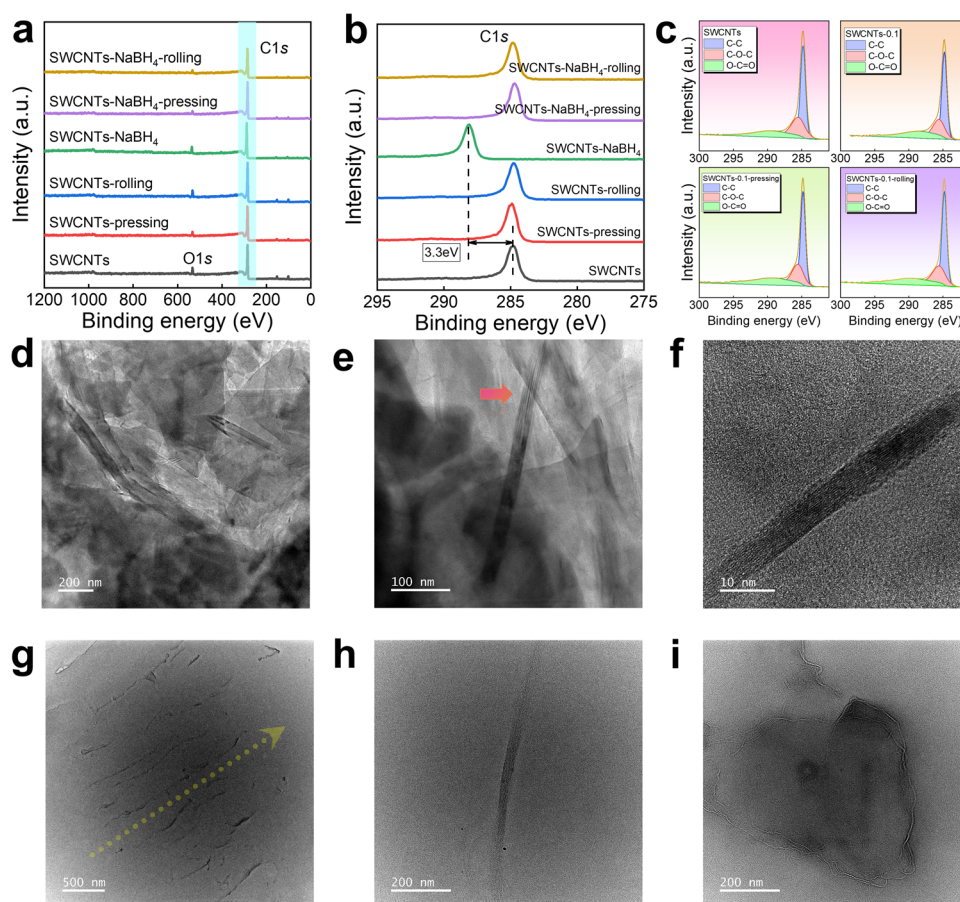 a
C1s
SWCNTs-NaBH₄-rolling
SWCNTs-NaBH₄-pressing
SWCNTs-NaBH₄
SWCNTs-rolling
SWCNTs-pressing
SWCNTs
O1s
Intensity (a.u.)
1200 1000 800 600 400 200 0
Binding energy (eV)
b
C1s
SWCNTs-NaBH₄-rolling
SWCNTs-NaBH₄-pressing
SWCNTs-NaBH₄
SWCNTs-rolling
SWCNTs-pressing
3.3eV
SWCNTs
Intensity (a.u.)
295 290 285 280 275
Binding energy (eV)
c
SWCNTs
C-C
C-O-C
O-C=O
300 295 290 285
SWCNTs-0.1
C-C
C-O-C
O-C=O
300 295 290 285
SWCNTs-0.1-pressing
C-C
C-O-C
O-C=O
300 295 290 285
Binding energy (eV)
SWCNTs-0.1-rolling
C-C
C-O-C
O-C=O
300 295 290 285
Binding energy (eV)
Intensity (a.u.)
Intensity (a.u.)
d
200 nm
e
100 nm
f
10 nm
g
500 nm
h
200 nm
i
200 nm